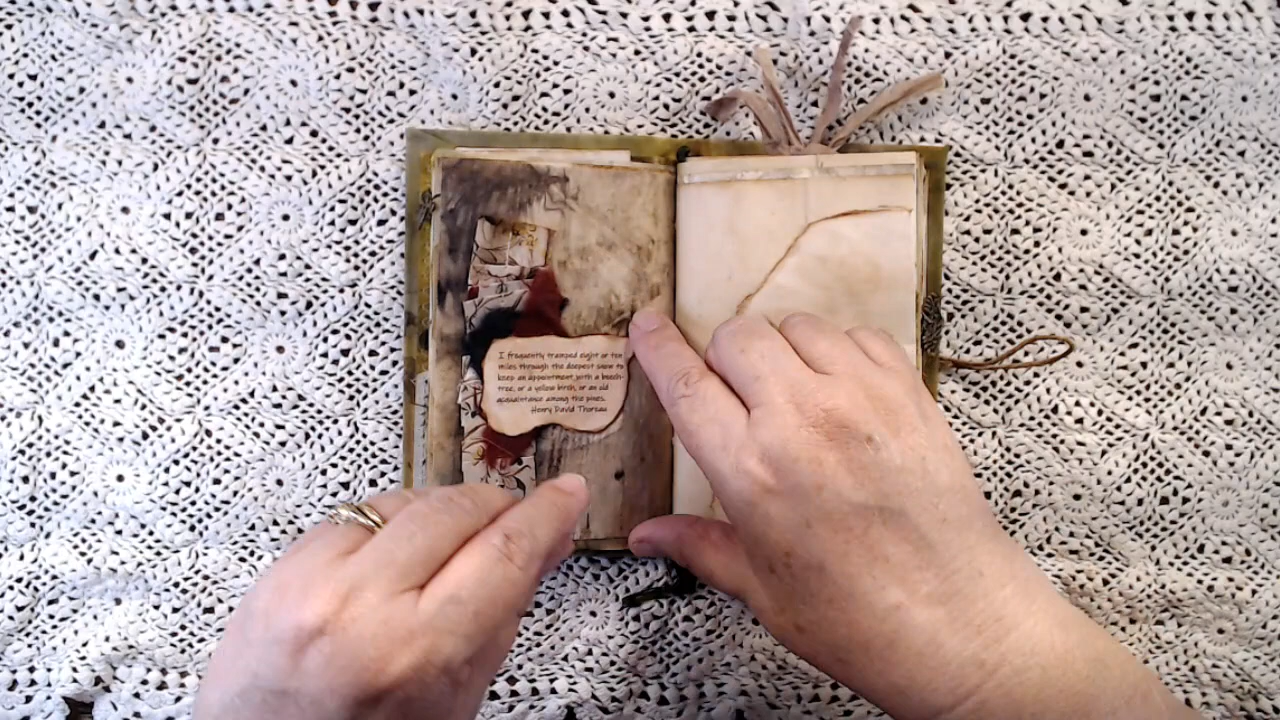 I frequently tramped eight or ten
miles through the deepest snow to
keep an appointment with a beech-
tree, or a yellow birch, or an old
acquaintance among the pines.
Henry David Thoreau